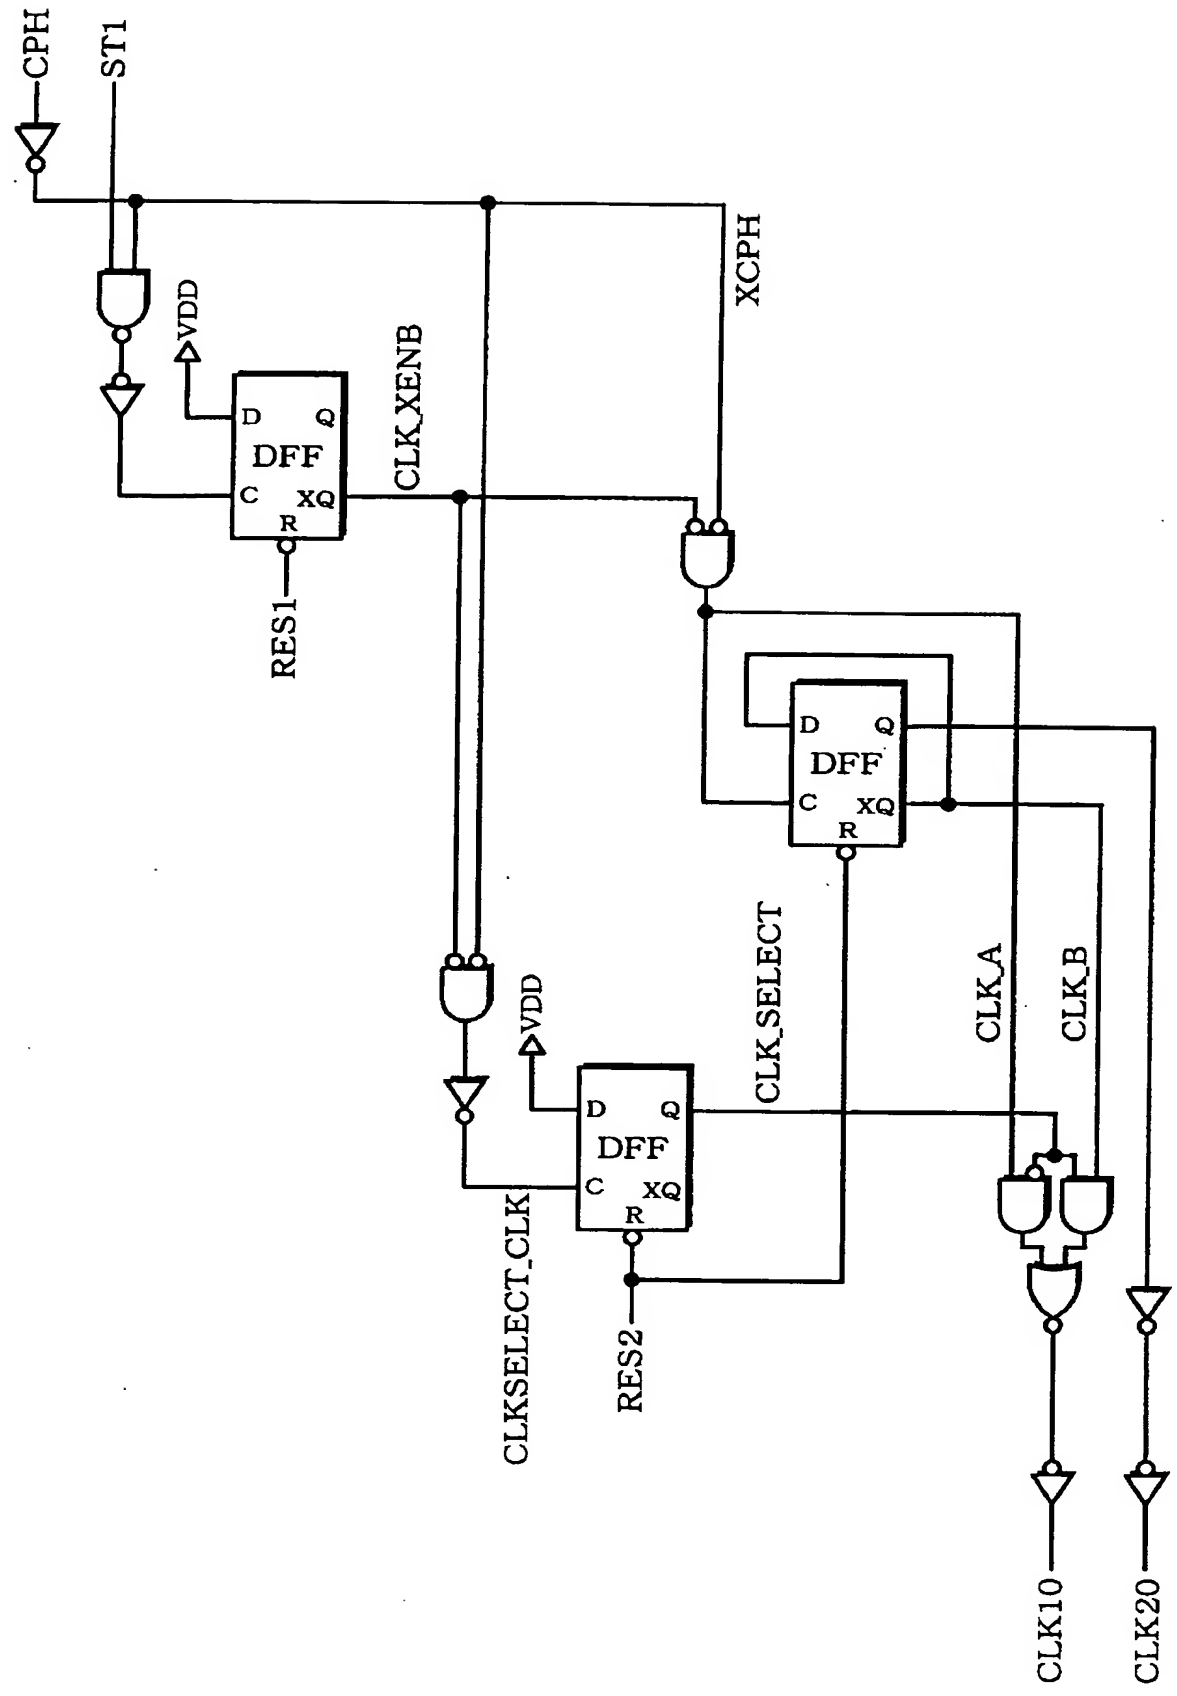 CPH
ST1
XCPH
VDD
D
Q
DFF
C
XQ
R
RES1
CLK_XENB
D
Q
DFF
C
XQ
R
CLK_SELECT
CLK_A
CLK_B
VDD
D
Q
DFF
C
XQ
R
CLKSELECT_CLK
RES2
CLK10
CLK20